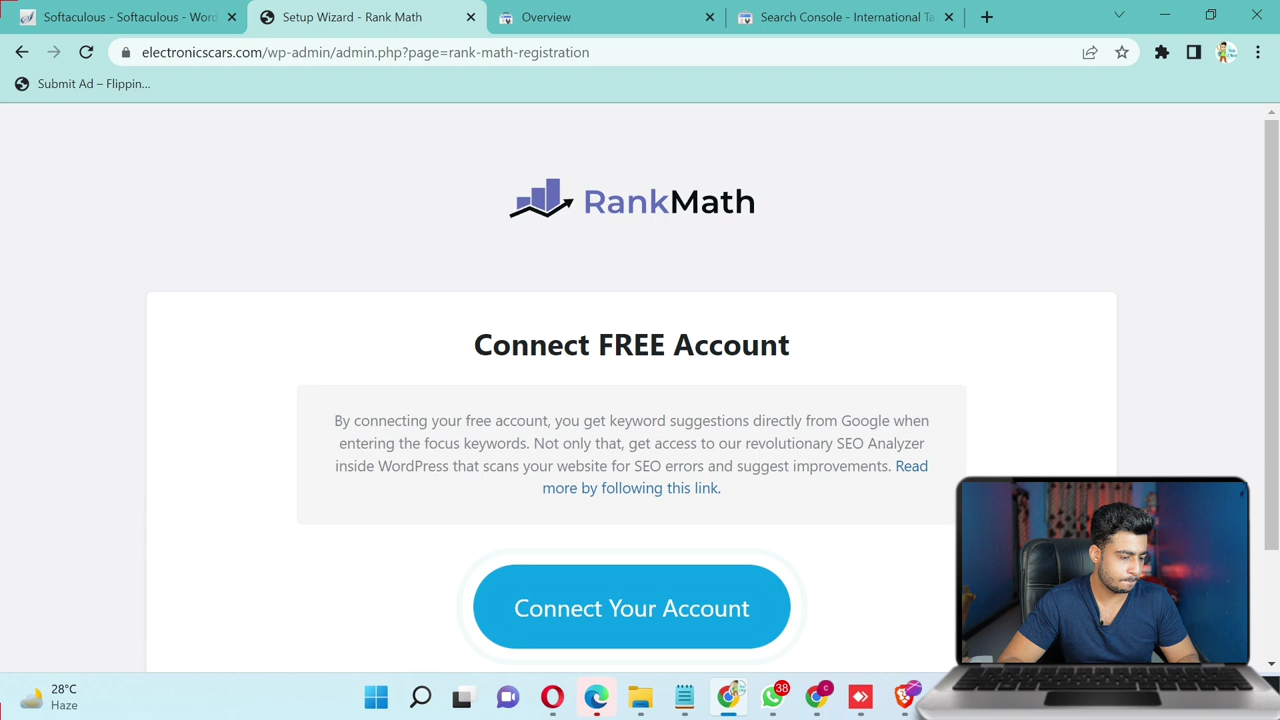 Softaculous - Softaculous - Word
Setup Wizard - Rank Math
Overview
Search Console - International Ta
electronicscars.com/wp-admin/admin.php?page=rank-math-registration
Submit Ad – Flippin...
RankMath
Connect FREE Account
By connecting your free account, you get keyword suggestions directly from Google when
entering the focus keywords. Not only that, get access to our revolutionary SEO Analyzer
inside WordPress that scans your website for SEO errors and suggest improvements. Read
more by following this link.
Connect Your Account
28°C
Haze
38
C